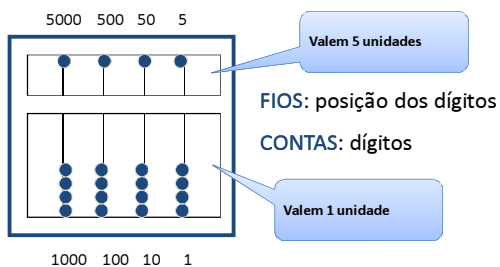 5000 500 50 5
Valem 5 unidades
FIOS: posição dos dígitos
CONTAS: dígitos
Valem 1 unidade
1000 100 10 1